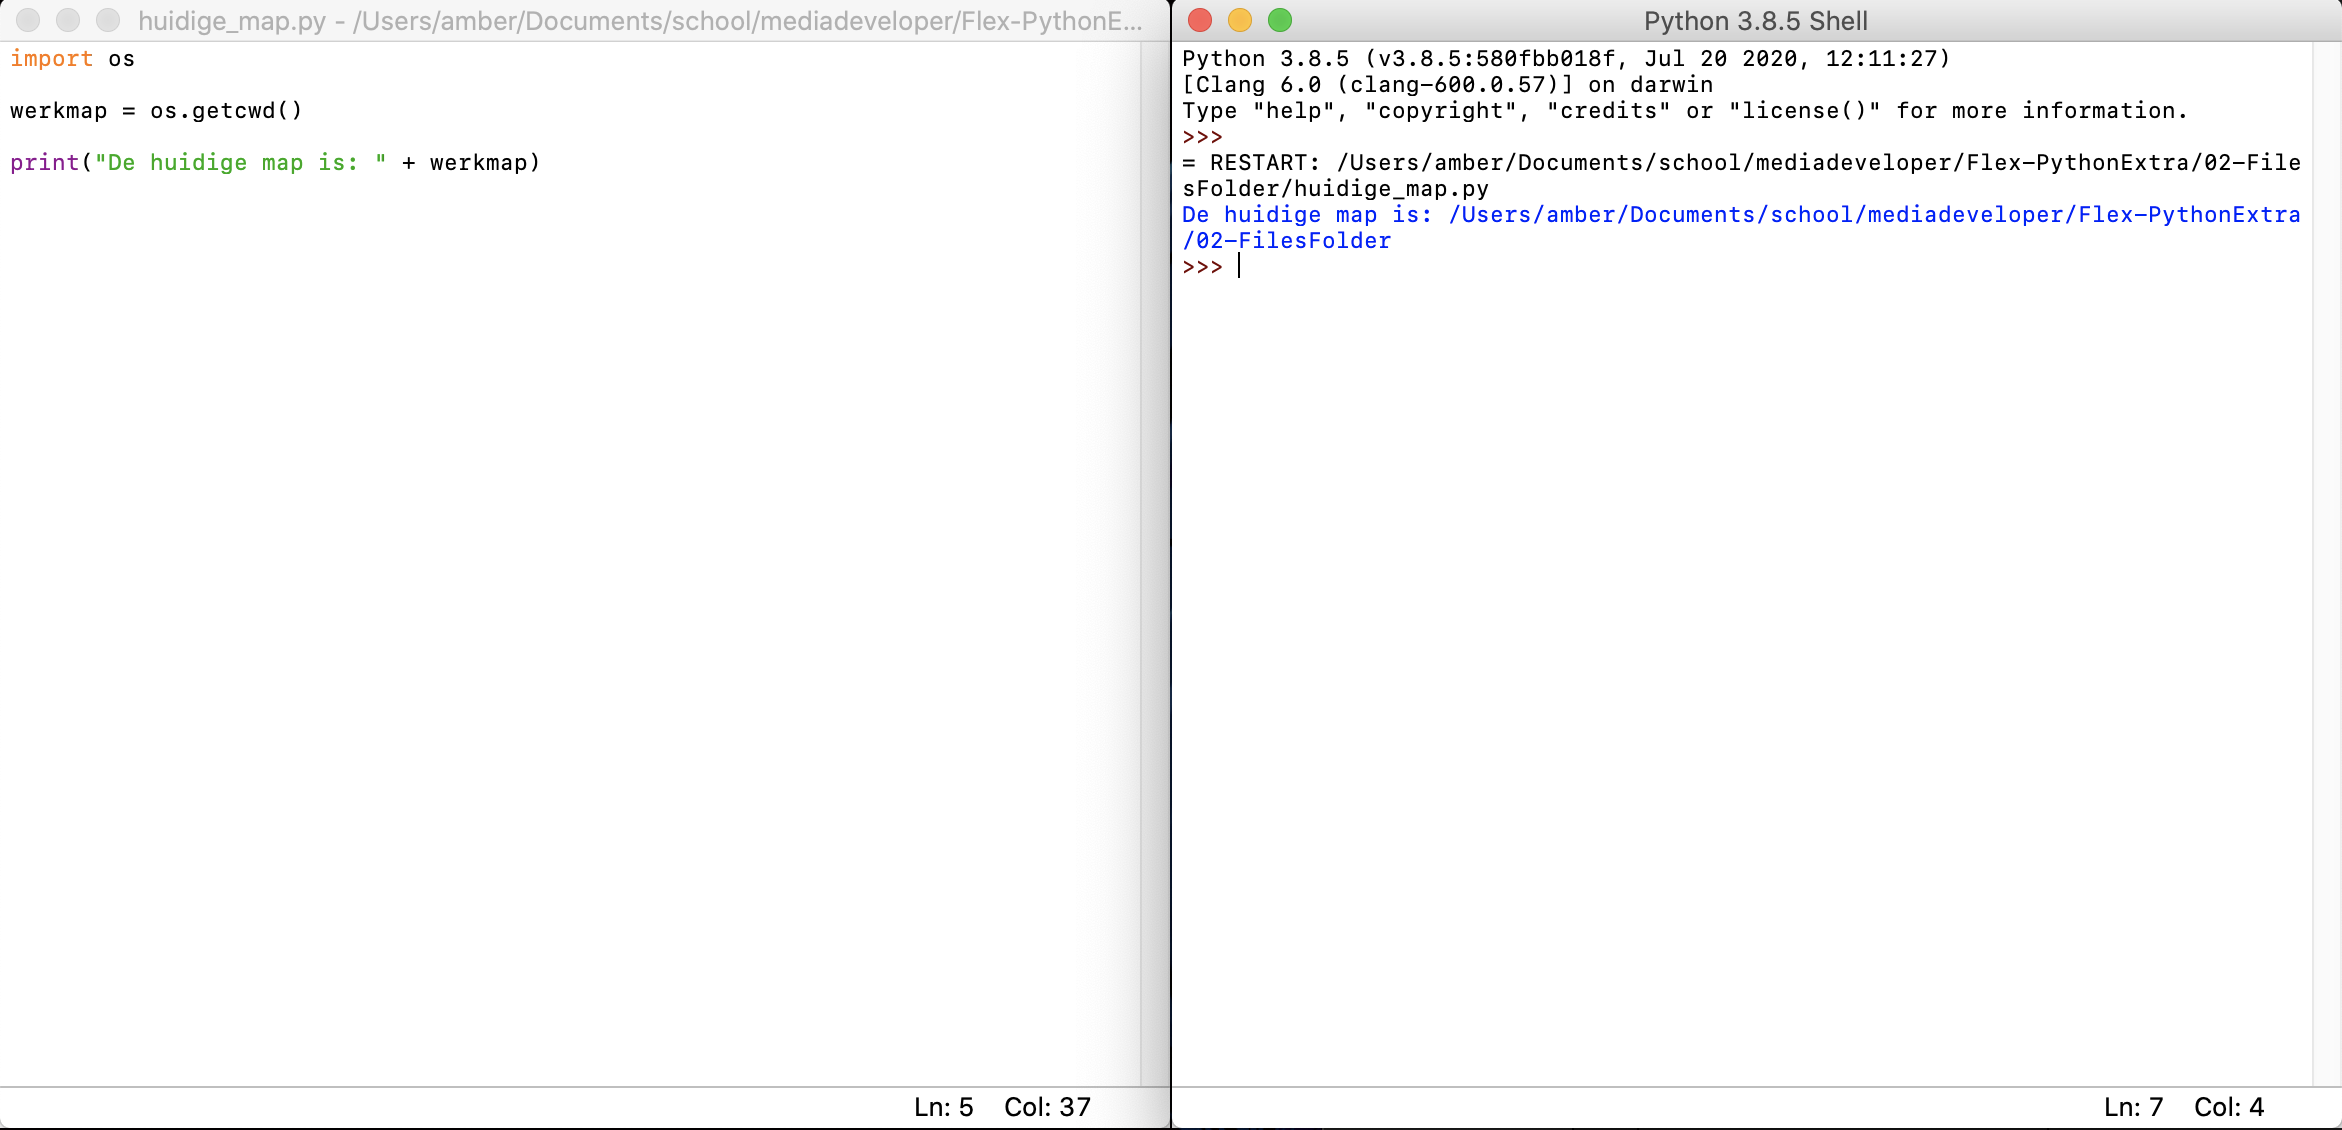 huidige_map.py - /Users/amber/Documents/school/mediadeveloper/Flex-PythonE...
import os
werkmap = os.getcwd()
print("De huidige map is: " + werkmap)
Ln: 5 Col: 37
Python 3.8.5 Shell
Python 3.8.5 (v3.8.5:580fbb018f, Jul 20 2020, 12:11:27)
[Clang 6.0 (clang-600.0.57)] on darwin
Type "help", "copyright", "credits" or "license()" for more information.
>>>
= RESTART: /Users/amber/Documents/school/mediadeveloper/Flex-PythonExtra/02-File
sFolder/huidige_map.py
De huidige map is: /Users/amber/Documents/school/mediadeveloper/Flex-PythonExtra
/02-FilesFolder
>>>
Ln: 7 Col: 4